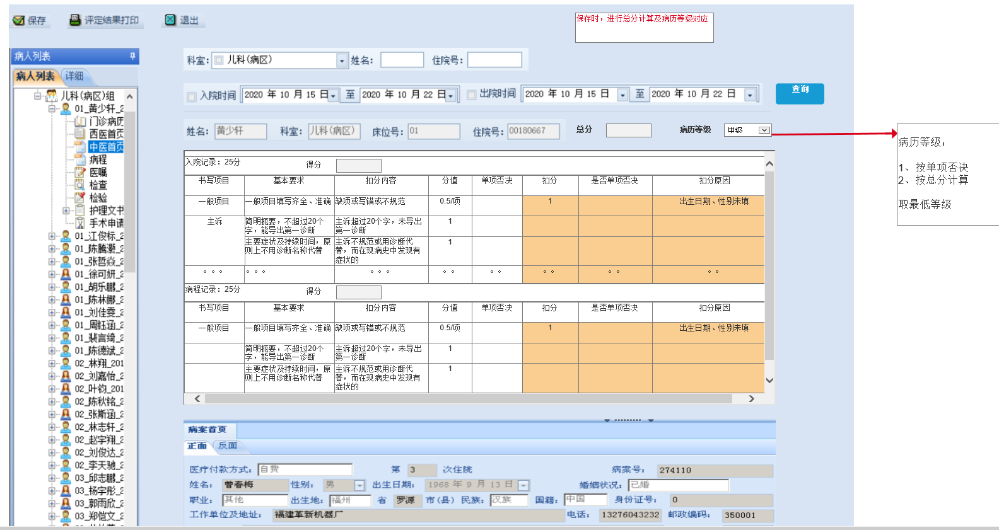 保存 评定结果打印 退出
保存时，进行总分计算及病历等级对应
病人列表
病人列表 详细
儿科(病区)组
01_黄少轩_2
门诊病历
西医首页
中医首页
病程
医嘱
检查
检验
护理文书
手术申请
01_江俊标_2
01_陈腾灏_2
01_张哲焱_2
01_徐可妍_2
01_胡乐鹏_2
01_陈林娜_2
01_刘佳雯_2
01_周钰涵_2
01_裴言绮_2
01_陈德斌_2
02_林翔_201
02_刘嘉怡_2
02_叶钧_201
02_陈秋铭_2
02_张斯涵_2
02_林志轩_2
02_赵宇翔_2
02_刘俊达_2
02_李天驰_2
03_邱志鹏_2
03_杨宇彤_2
03_郭雨欣_2
03_郑恺文_2
科室: 儿科(病区) 姓名: 住院号:
入院时间 2020 年 10 月 15 日 至 2020 年 10 月 22 日 出院时间 2020 年 10 月 15 日 至 2020 年 10 月 22 日 查询
姓名: 黄少轩 科室: 儿科(病区) 床位号: 01 住院号: 00180667 总分 病历等级 甲级
病历等级：
1、按单项否决
2、按总分计算
取最低等级
入院记录：25分 得分
书写项目 基本要求 扣分内容 分值 单项否决 扣分 是否单项否决 扣分原因
一般项目 一般项目填写齐全、准确 缺项或写错或不规范 0.5/项 1 出生日期、性别未填
主诉 简明扼要，不超过20个 主诉超过20个字，未导出 1
字，能导出第一诊断 第一诊断
主要症状及持续时间，原 主诉不规范或用诊断代 1
则上不用诊断名称代替 替，而在现病史中发现有
症状的
。。。 。。。 。。。 。。 。。 。。 。。 。。
病程记录：25分 得分
书写项目 基本要求 扣分内容 分值 单项否决 扣分 是否单项否决 扣分原因
一般项目 一般项目填写齐全、准确 缺项或写错或不规范 0.5/项 1 出生日期、性别未填
简明扼要，不超过20个 主诉超过20个字，未导出 1
字，能导出第一诊断 第一诊断
主要症状及持续时间，原 主诉不规范或用诊断代 1
则上不用诊断名称代替 替，而在现病史中发现有
症状的
病案首页
正面 反面
医疗付款方式: 自费 第 3 次住院 病案号: 274110
姓名: 曾春梅 性别: 男 出生日期: 1968 年 9 月 13 日 婚姻状况: 已婚
职业: 其他 出生地: 福州 省 罗源 市(县) 民族: 汉族 国籍: 中国 身份证号: 0
工作单位及地址: 福建革新机器厂 电话: 13276043232 邮政编码: 350001